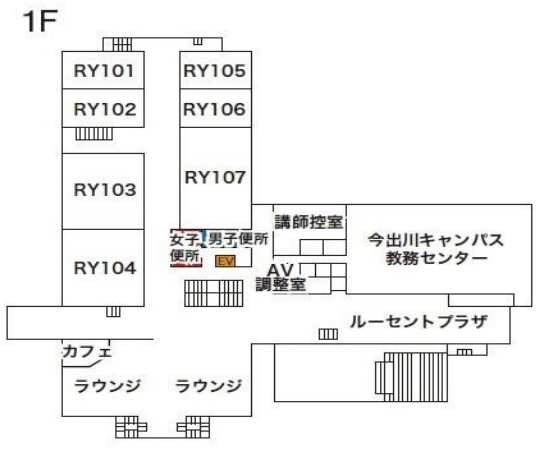 1F
RY101
RY105
RY102
RY106
RY107
RY103
講師控室
女子
便所
男子便所
今出川キャンパス
教務センター
EV
RY104
AV
調整室
ルーセントプラザ
カフェ
ラウンジ
ラウンジ